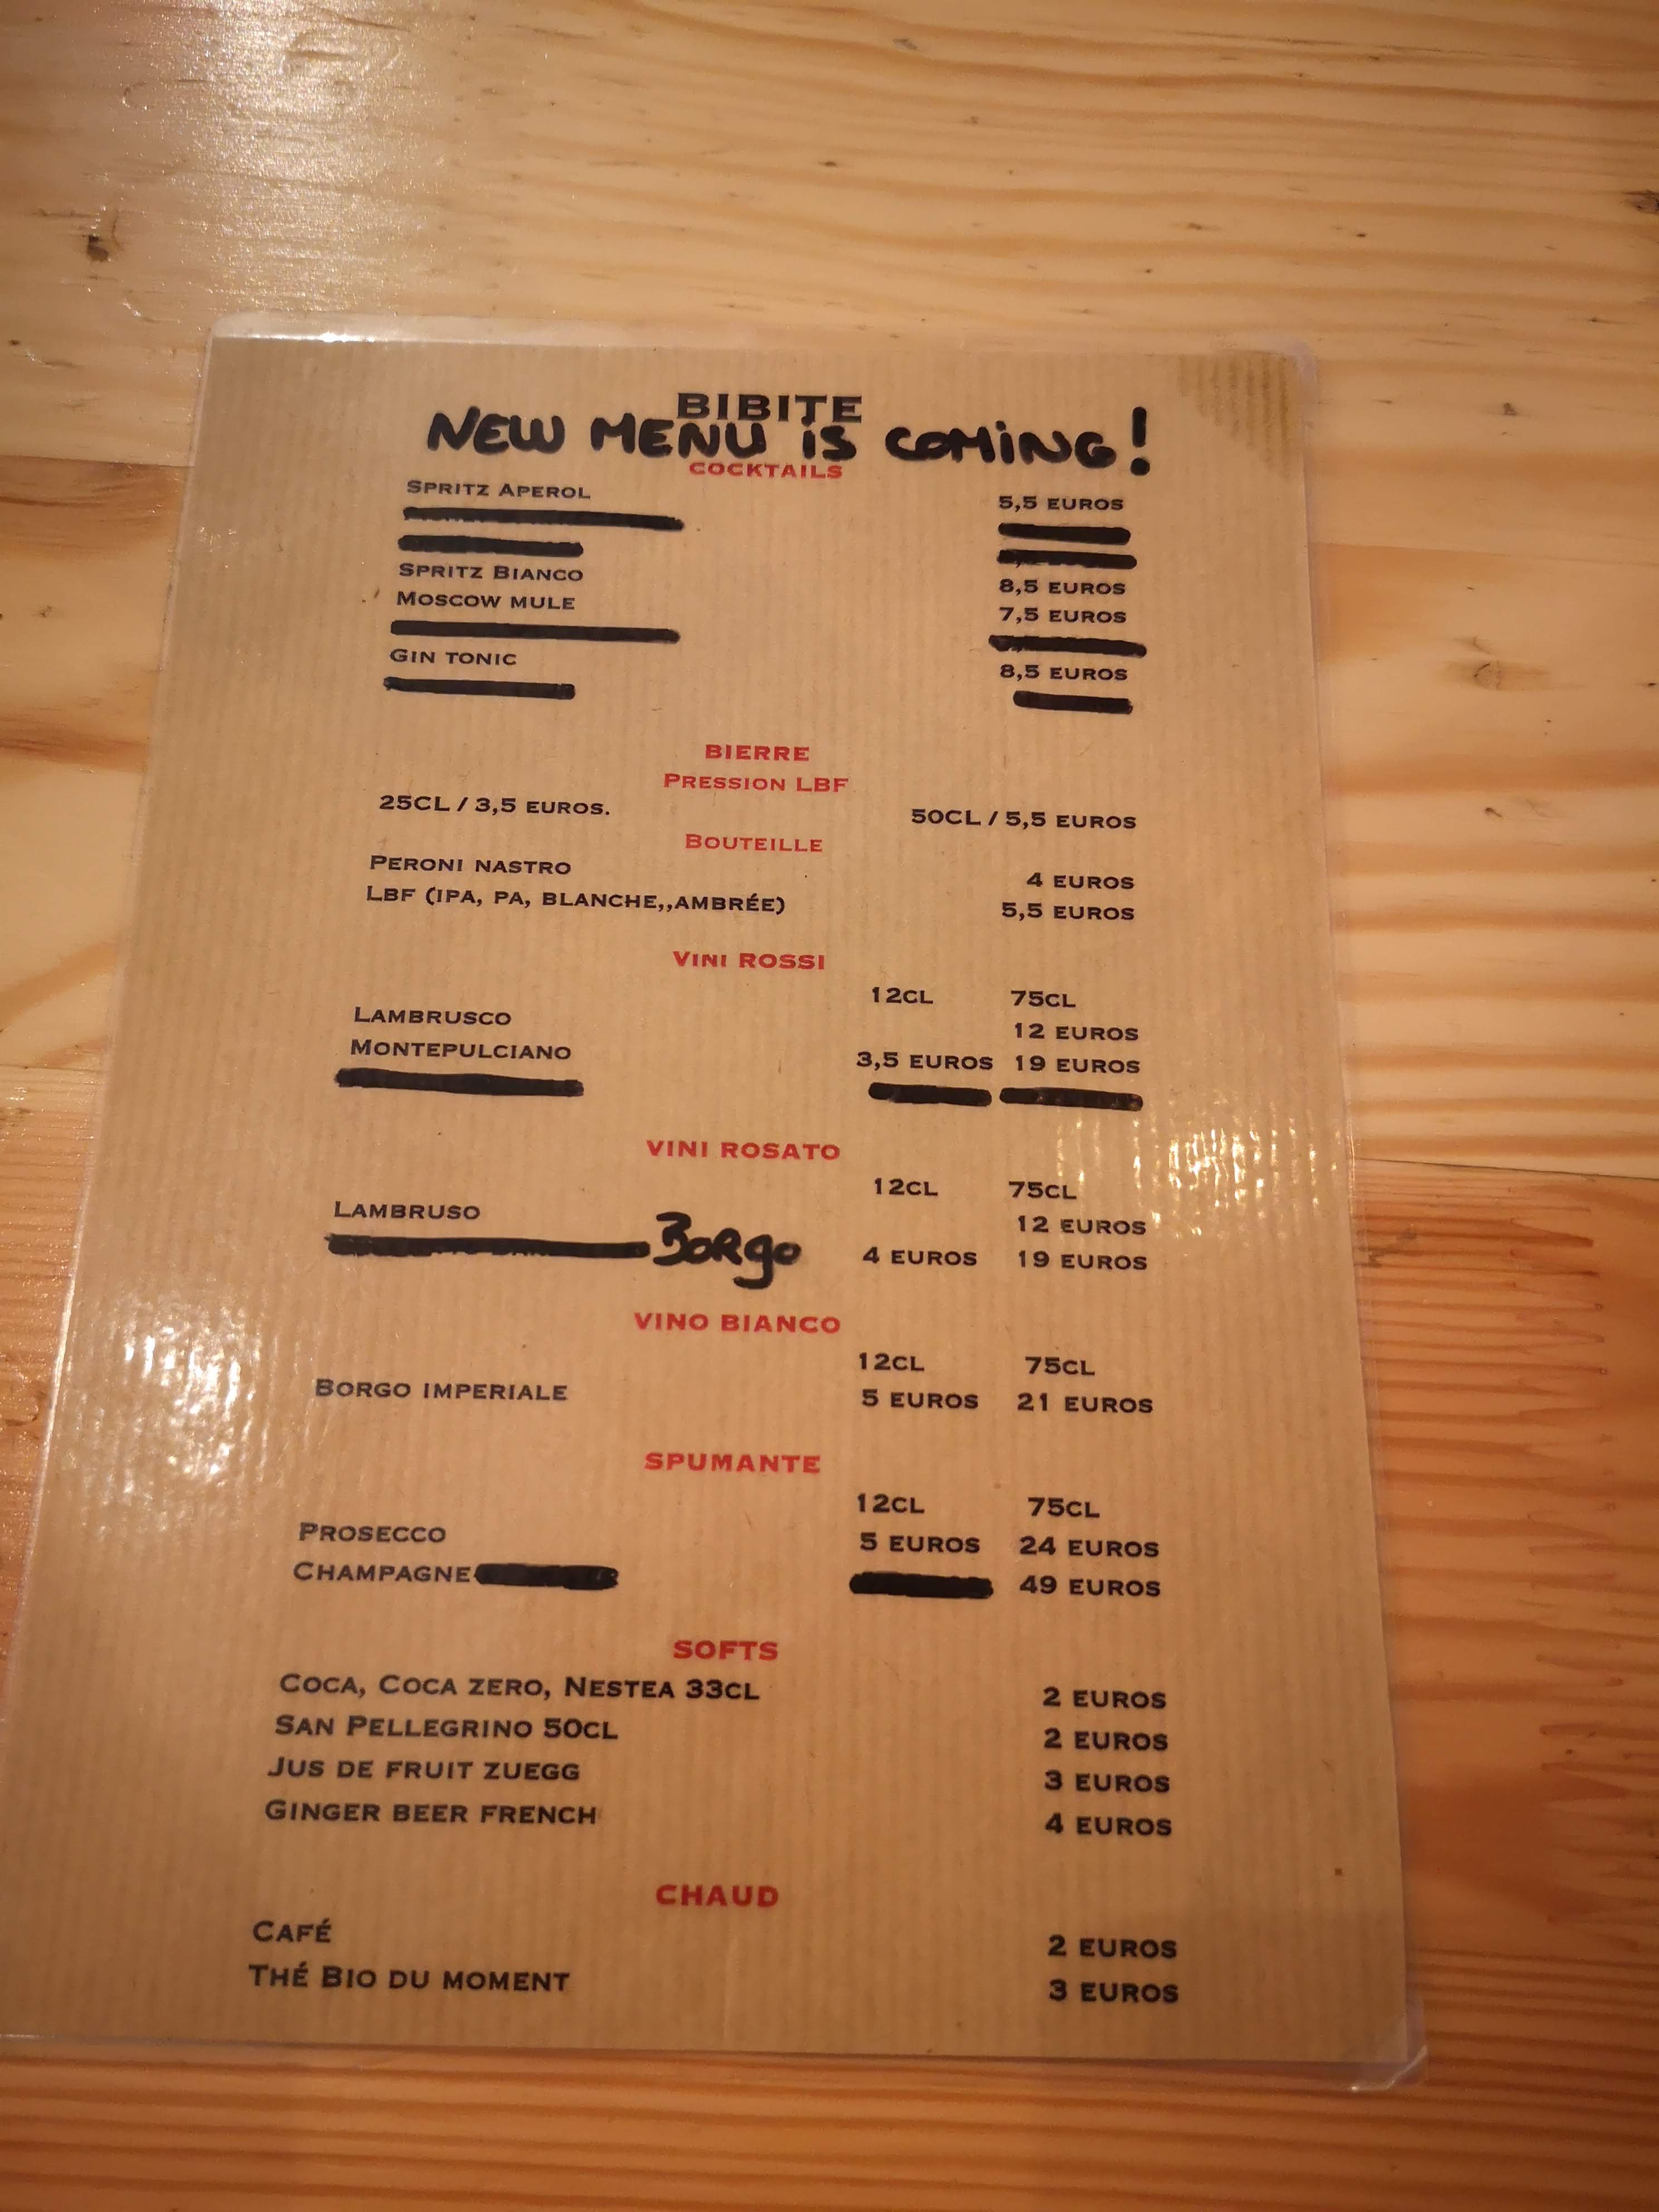 BIBITE
NEW MENU IS COMING!
COCKTAILS
SPRITZ APEROL 5,5 EUROS
SPRITZ BIANCO 8,5 EUROS
MOSCOW MULE 7,5 EUROS
GIN TONIC 8,5 EUROS
BIERRE
PRESSION LBF
25CL / 3,5 EUROS. 50CL / 5,5 EUROS
BOUTEILLE
PERONI NASTRO 4 EUROS
LBF (IPA, PA, BLANCHE,,AMBRÉE) 5,5 EUROS
VINI ROSSI
12CL 75CL
LAMBRUSCO 12 EUROS
MONTEPULCIANO 3,5 EUROS 19 EUROS
VINI ROSATO
12CL 75CL
LAMBRUSO 12 EUROS
BORGO 4 EUROS 19 EUROS
VINO BIANCO
12CL 75CL
BORGO IMPERIALE 5 EUROS 21 EUROS
SPUMANTE
12CL 75CL
PROSECCO 5 EUROS 24 EUROS
CHAMPAGNE 49 EUROS
SOFTS
COCA, COCA ZERO, NESTEA 33CL 2 EUROS
SAN PELLEGRINO 50CL 2 EUROS
JUS DE FRUIT ZUEGG 3 EUROS
GINGER BEER FRENCH 4 EUROS
CHAUD
CAFÉ 2 EUROS
THÉ BIO DU MOMENT 3 EUROS